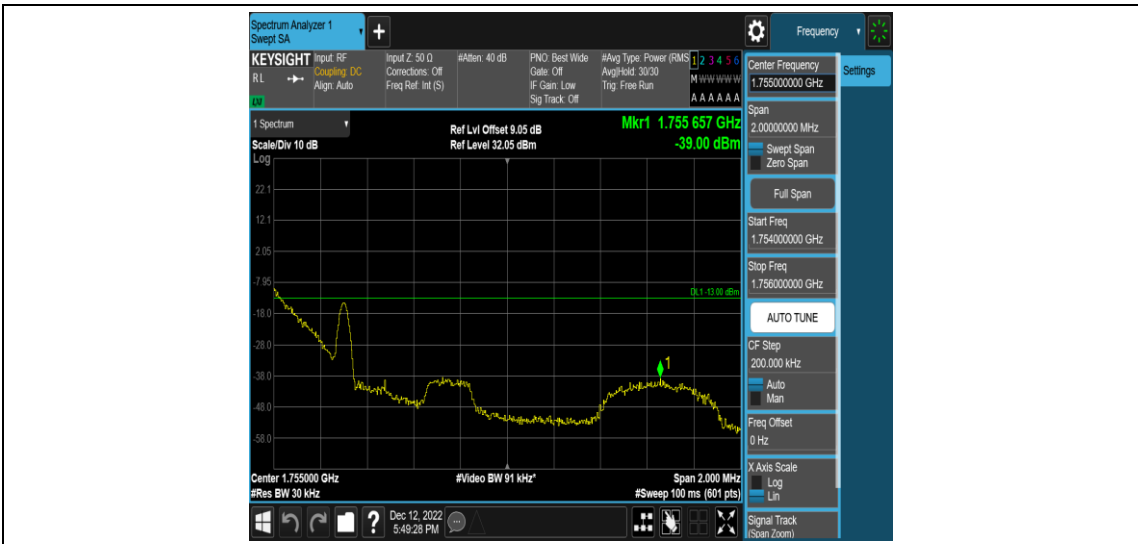 Spectrum Analyzer 1
Swept SA
Frequency
KEYSIGHT
RL
LXI
Input: RF
Coupling: DC
Align: Auto
Input Z: 50 Ω
Corrections: Off
Freq Ref: Int (S)
#Atten: 40 dB
PNO: Best Wide
Gate: Off
IF Gain: Low
Sig Track: Off
#Avg Type: Power (RMS
Avg|Hold: 30/30
Trig: Free Run
1 2 3 4 5 6
M W W W W W
A A A A A A
1 Spectrum
Scale/Div 10 dB
Log
Ref Lvl Offset 9.05 dB
Ref Level 32.05 dBm
Mkr1 1.755 657 GHz
-39.00 dBm
22.1
12.1
2.05
-7.95
-18.0
-28.0
-38.0
-48.0
-58.0
DL1 -13.00 dBm
1
Center 1.755000 GHz
#Res BW 30 kHz
#Video BW 91 kHz*
Span 2.000 MHz
#Sweep 100 ms (601 pts)
Dec 12, 2022
5:49:28 PM
?
Center Frequency
1.755000000 GHz
Settings
Span
2.00000000 MHz
Swept Span
Zero Span
Full Span
Start Freq
1.754000000 GHz
Stop Freq
1.756000000 GHz
AUTO TUNE
CF Step
200.000 kHz
Auto
Man
Freq Offset
0 Hz
X Axis Scale
Log
Lin
Signal Track
(Span Zoom)